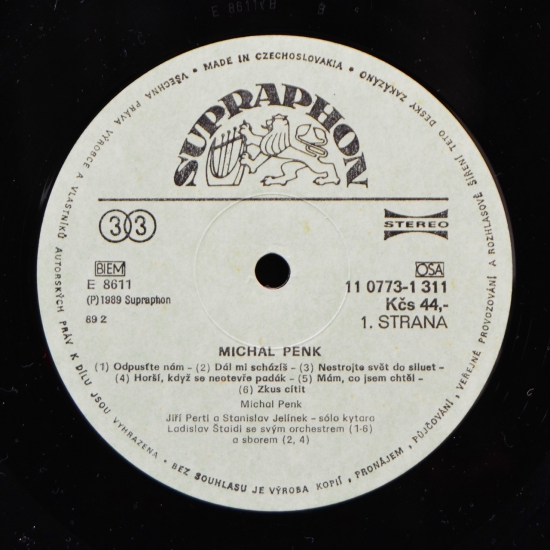 VŠECHNA PRÁVA VÝROBCE A VLASTNÍKŮ AUTORSKÝCH PRÁV K DÍLU JSOU VYHRAZENA • BEZ SOUHLASU JE VÝROBA KOPIÍ, PRONÁJEM, PŮJČOVÁNÍ, VEŘEJNÉ PROVOZOVÁNÍ A ROZHLASOVÉ ŠÍŘENÍ TÉTO DESKY ZAKÁZÁNO
• MADE IN CZECHOSLOVAKIA •
SUPRAPHON
33
STEREO
BIEM
OSA
E 8611
11 0773-1 311
(P)1989 Supraphon
Kčs 44,-
89 2
1. STRANA
MICHAL PENK
(1) Odpusťte nám – (2) Dál mi scházíš – (3) Nestrojte svět do siluet –
(4) Horší, když se neotevře padák – (5) Mám, co jsem chtěl –
(6) Zkus cítit
Michal Penk
Jiří Pertl a Stanislav Jelínek – sólo kytara
Ladislav Štaidl se svým orchestrem (1-6)
a sborem (2, 4)